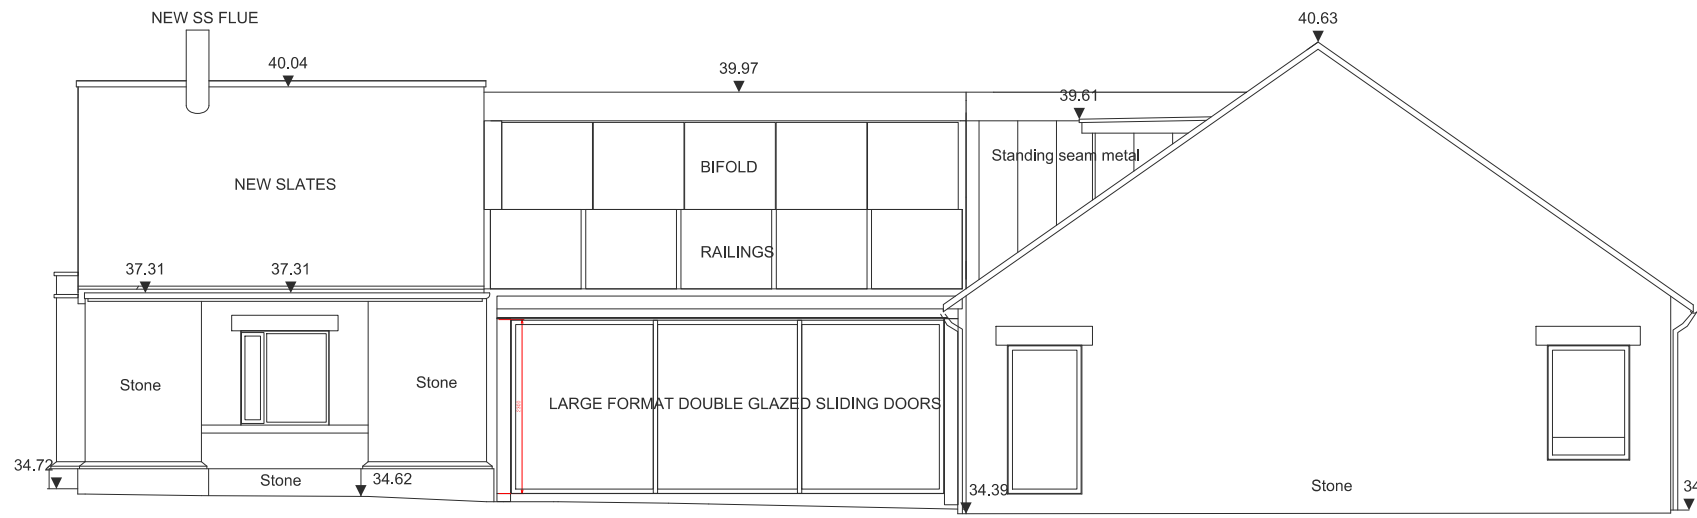 NEW SS FLUE
40.63
40.04
39.97
39.61
Standing seam metal
BIFOLD
NEW SLATES
RAILINGS
37.31
37.31
Stone
Stone
LARGE FORMAT DOUBLE GLAZED SLIDING DOORS
34.72
Stone
34.62
34.39
Stone
34